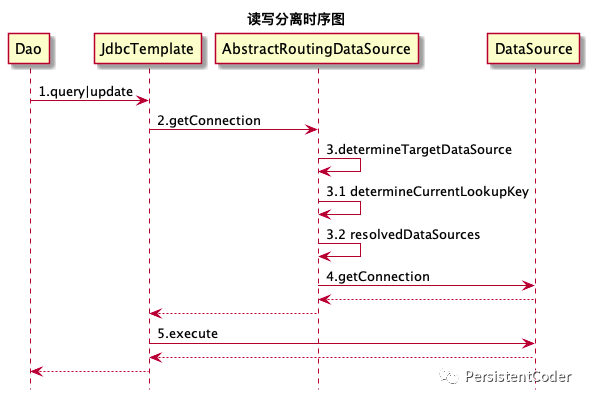 读写分离时序图
Dao
JdbcTemplate
AbstractRoutingDataSource
DataSource
1.query|update
2.getConnection
3.determineTargetDataSource
3.1 determineCurrentLookupKey
3.2 resolvedDataSources
4.getConnection
5.execute
PersistentCoder